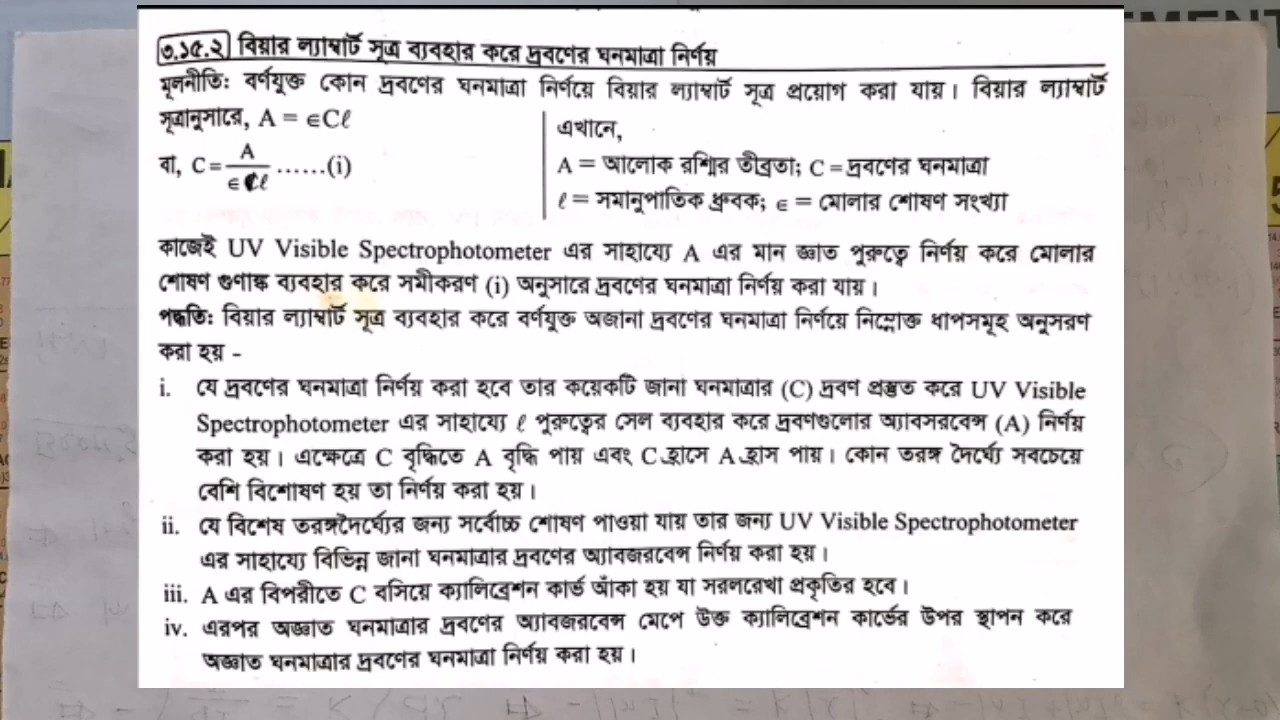 ৩.১৫.২ বিয়ার ল্যাম্বার্ট সূত্র ব্যবহার করে দ্রবণের ঘনমাত্রা নির্ণয়
মূলনীতি: বর্ণযুক্ত কোন দ্রবণের ঘনমাত্রা নির্ণয়ে বিয়ার ল্যাম্বার্ট সূত্র প্রয়োগ করা যায়। বিয়ার ল্যাম্বার্ট
সূত্রানুসারে, A = ∈Cℓ
বা, C = A / ∈ℓ ......(i)
এখানে,
A = আলোক রশ্মির তীব্রতা; C = দ্রবণের ঘনমাত্রা
ℓ = সমানুপাতিক ধ্রুবক; ∈ = মোলার শোষণ সংখ্যা
কাজেই UV Visible Spectrophotometer এর সাহায্যে A এর মান জ্ঞাত পুরুত্বে নির্ণয় করে মোলার
শোষণ গুণাঙ্ক ব্যবহার করে সমীকরণ (i) অনুসারে দ্রবণের ঘনমাত্রা নির্ণয় করা যায়।
পদ্ধতি: বিয়ার ল্যাম্বার্ট সূত্র ব্যবহার করে বর্ণযুক্ত অজানা দ্রবণের ঘনমাত্রা নির্ণয়ে নিম্নোক্ত ধাপসমূহ অনুসরণ
করা হয় -
i. যে দ্রবণের ঘনমাত্রা নির্ণয় করা হবে তার কয়েকটি জানা ঘনমাত্রার (C) দ্রবণ প্রস্তুত করে UV Visible
Spectrophotometer এর সাহায্যে ℓ পুরুত্বের সেল ব্যবহার করে দ্রবণগুলোর অ্যাবসরবেন্স (A) নির্ণয়
করা হয়। এক্ষেত্রে C বৃদ্ধিতে A বৃদ্ধি পায় এবং C হ্রাসে A হ্রাস পায়। কোন তরঙ্গ দৈর্ঘ্যে সবচেয়ে
বেশি বিশোষণ হয় তা নির্ণয় করা হয়।
ii. যে বিশেষ তরঙ্গদৈর্ঘ্যের জন্য সর্বোচ্চ শোষণ পাওয়া যায় তার জন্য UV Visible Spectrophotometer
এর সাহায্যে বিভিন্ন জানা ঘনমাত্রার দ্রবণের অ্যাবজরবেন্স নির্ণয় করা হয়।
iii. A এর বিপরীতে C বসিয়ে ক্যালিব্রেশন কার্ভ আঁকা হয় যা সরলরেখা প্রকৃতির হবে।
iv. এরপর অজ্ঞাত ঘনমাত্রার দ্রবণের অ্যাবজরবেন্স মেপে উক্ত ক্যালিব্রেশন কার্ভের উপর স্থাপন করে
অজ্ঞাত ঘনমাত্রার দ্রবণের ঘনমাত্রা নির্ণয় করা হয়।